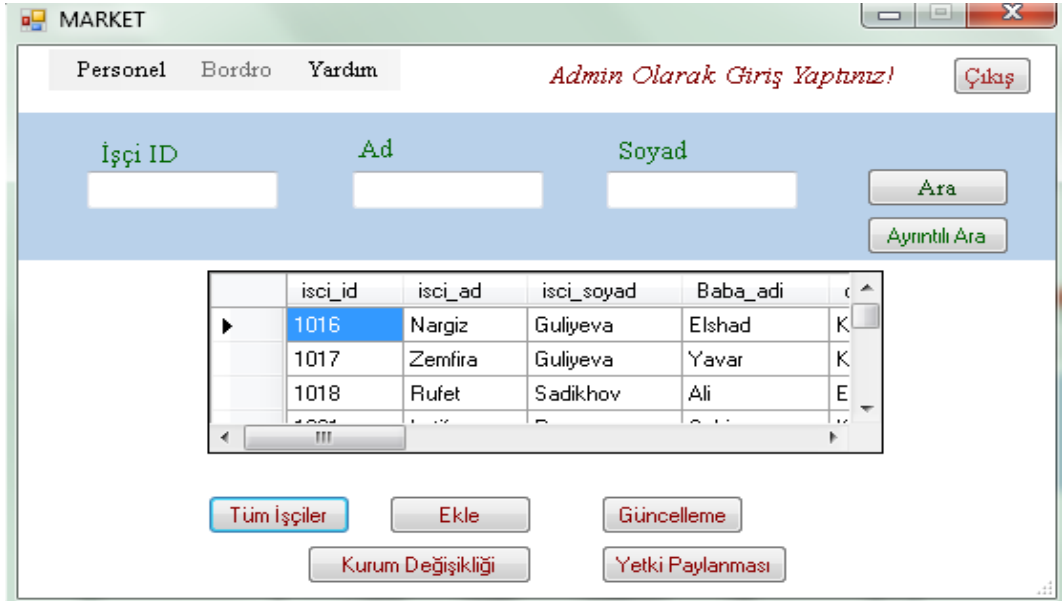 MARKET
Personel Bordro Yardım Admin Olarak Giriş Yaptınız! Çıkış
İşçi ID Ad Soyad
Ara
Ayrıntılı Ara
isci_id isci_ad isci_soyad Baba_adi
1016 Nargiz Guliyeva Elshad K
1017 Zemfira Guliyeva Yavar K
1018 Rufet Sadikhov Ali E
Tüm İşçiler Ekle Güncelleme
Kurum Değişikliği Yetki Paylanması